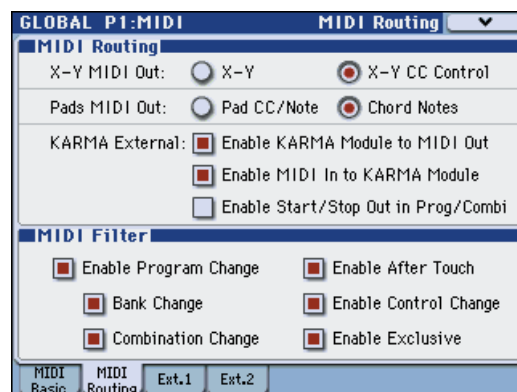 GLOBAL P1:MIDI MIDI Routing
MIDI Routing
X-Y MIDI Out: X-Y X-Y CC Control
Pads MIDI Out: Pad CC/Note Chord Notes
KARMA External: Enable KARMA Module to MIDI Out
Enable MIDI In to KARMA Module
Enable Start/Stop Out in Prog/Combi
MIDI Filter
Enable Program Change Enable After Touch
Bank Change Enable Control Change
Combination Change Enable Exclusive
MIDI Basic MIDI Routing Ext.1 Ext.2